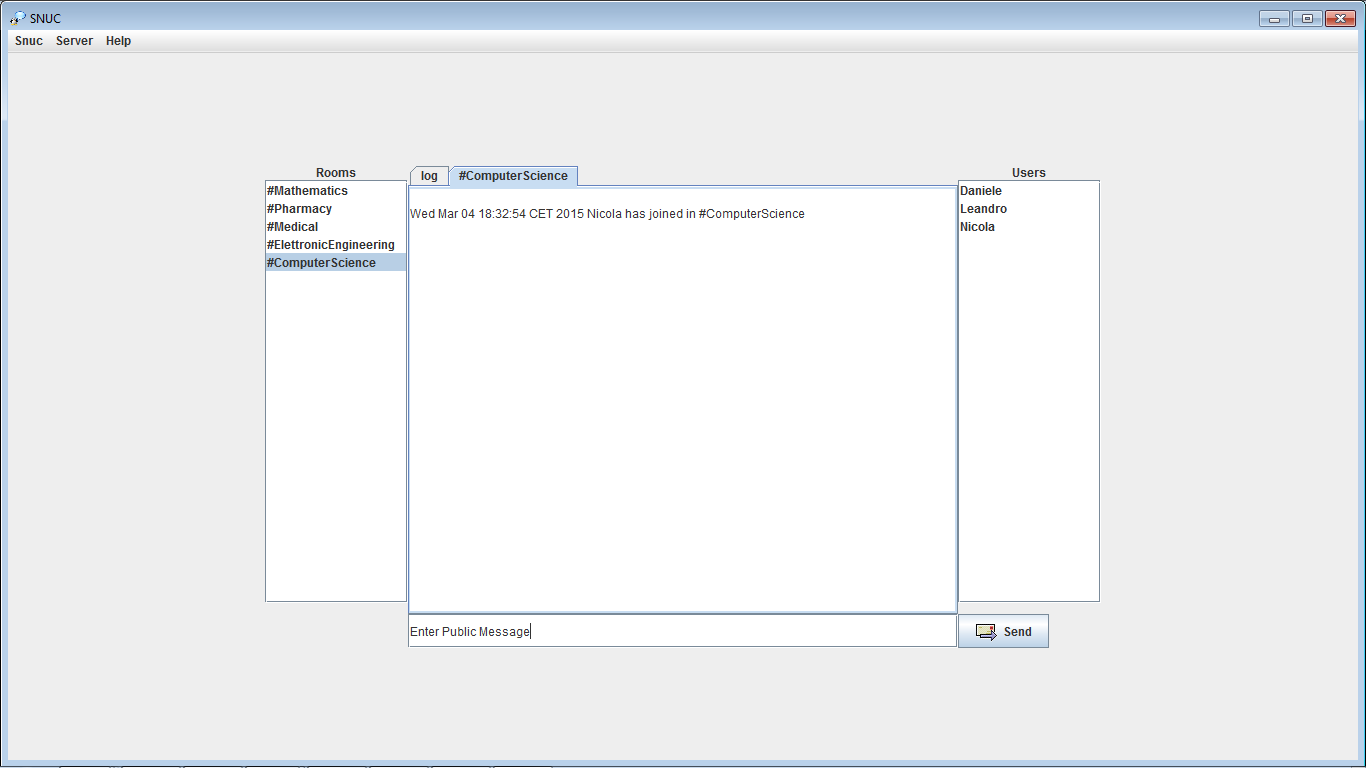 SNUC
Snuc Server Help
Rooms
#Mathematics
#Pharmacy
#Medical
#ElettronicEngineering
#ComputerScience
log #ComputerScience
Wed Mar 04 18:32:54 CET 2015 Nicola has joined in #ComputerScience
Enter Public Message
Send
Users
Daniele
Leandro
Nicola